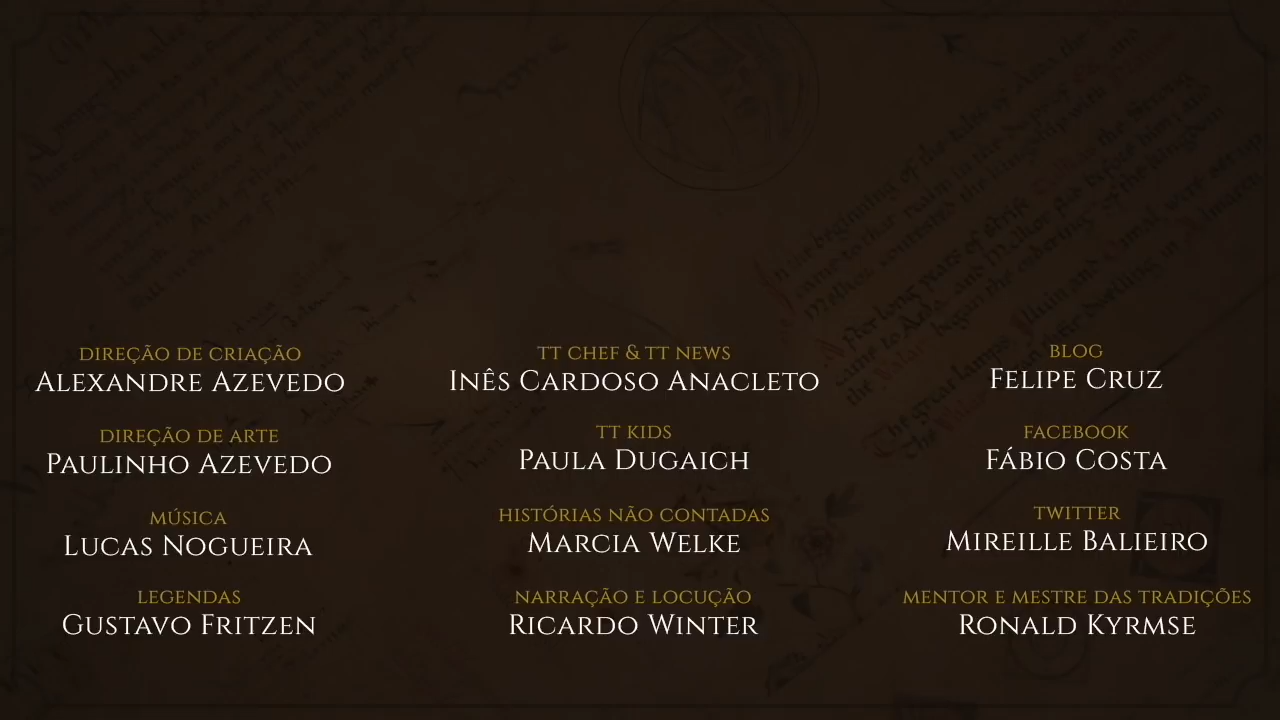 DIREÇÃO DE CRIAÇÃO
ALEXANDRE AZEVEDO
DIREÇÃO DE ARTE
PAULINHO AZEVEDO
MÚSICA
LUCAS NOGUEIRA
LEGENDAS
GUSTAVO FRITZEN
TT CHEF & TT NEWS
INÊS CARDOSO ANACLETO
TT KIDS
PAULA DUGAICH
HISTÓRIAS NÃO CONTADAS
MARCIA WELKE
NARRAÇÃO E LOCUÇÃO
RICARDO WINTER
BLOG
FELIPE CRUZ
FACEBOOK
FÁBIO COSTA
TWITTER
MIREILLE BALIEIRO
MENTOR E MESTRE DAS TRADIÇÕES
RONALD KYRMSE